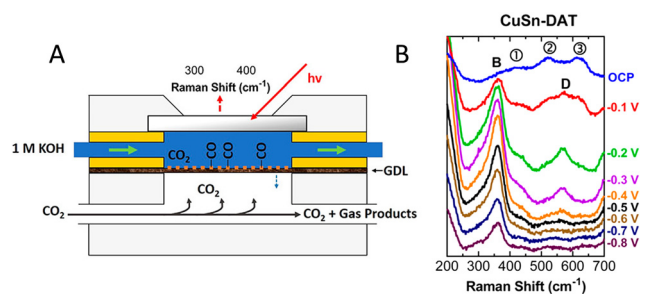 A
300 400
Raman Shift (cm⁻¹)
hν
1 M KOH
CO₂
CO CO CO
GDL
CO₂
CO₂
CO₂ + Gas Products
B
CuSn-DAT
① ② ③
OCP
B
D
-0.1 V
-0.2 V
-0.3 V
-0.4 V
-0.5 V
-0.6 V
-0.7 V
-0.8 V
200 300 400 500 600 700
Raman Shift (cm⁻¹)